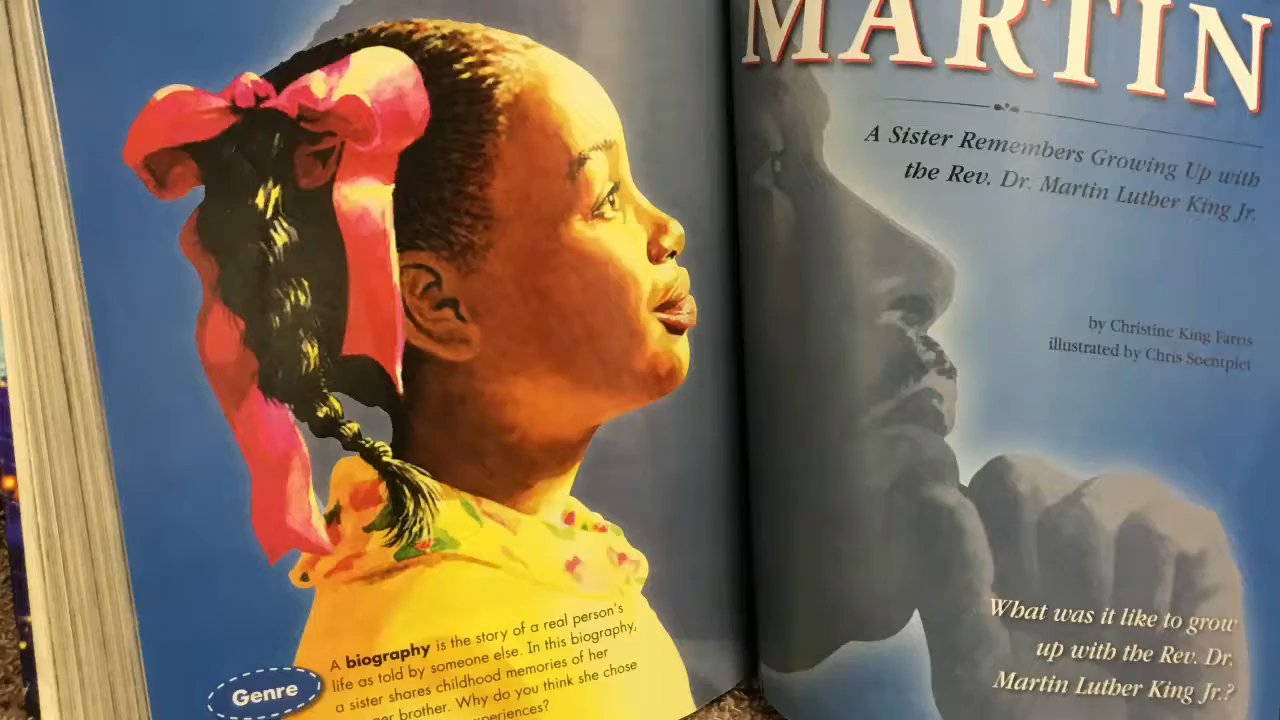 A biography is the story of a real person's
life as told by someone else. In this biography,
a sister shares childhood memories of her
brother. Why do you think she chose
Genre
MARTIN
A Sister Remembers Growing Up with
the Rev. Dr. Martin Luther King Jr.
by Christine King Farris
illustrated by Chris Soentpiet
What was it like to grow
up with the Rev. Dr.
Martin Luther King Jr.?